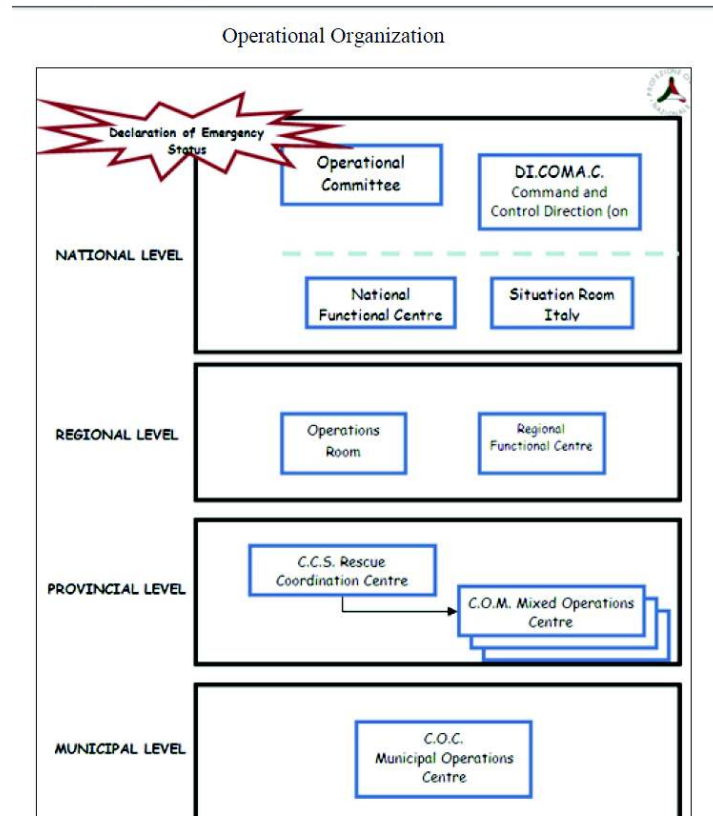 Operational Organization
Declaration of Emergency
Status
Operational
Committee
DI.COMA.C.
Command and
Control Direction (on
NATIONAL LEVEL
National
Functional Centre
Situation Room
Italy
REGIONAL LEVEL
Operations
Room
Regional
Functional Centre
PROVINCIAL LEVEL
C.C.S. Rescue
Coordination Centre
C.O.M. Mixed Operations
Centre
MUNICIPAL LEVEL
C.O.C.
Municipal Operations
Centre